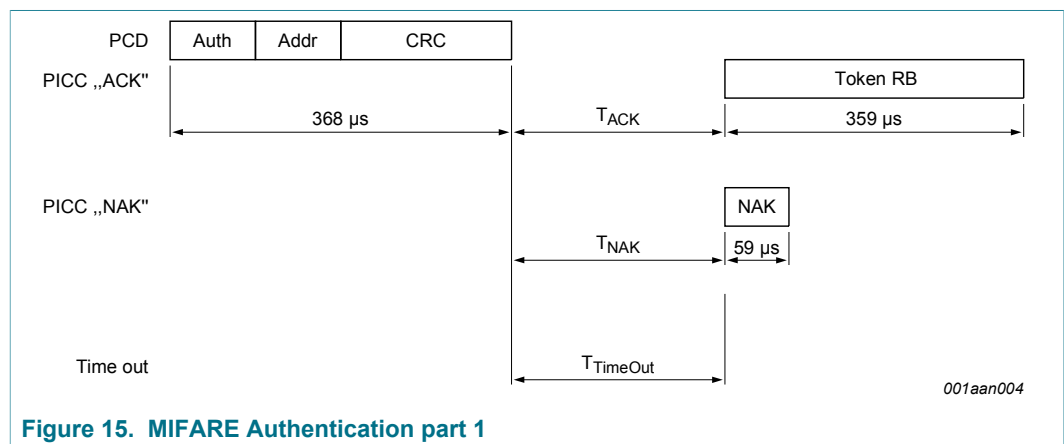 PCD Auth Addr CRC
PICC ,,ACK" Token RB
368 µs TACK 359 µs
PICC ,,NAK" NAK
TNAK 59 µs
Time out TTimeOut
001aan004
Figure 15. MIFARE Authentication part 1